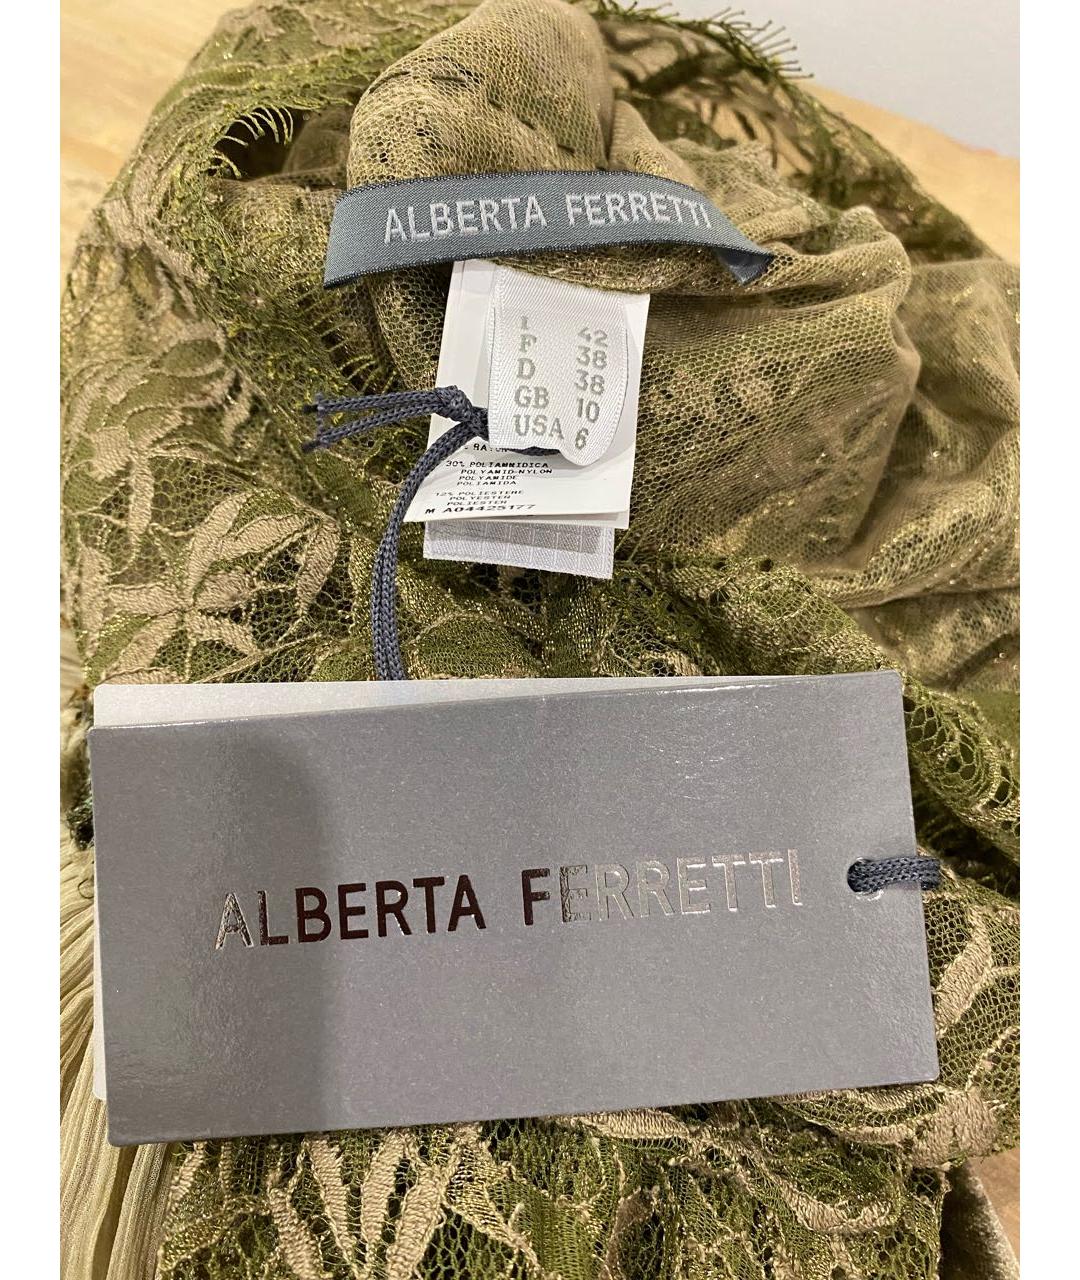 ALBERTA FERRETTI
I 42
F 38
D 38
GB 10
USA 6
30% POLIAMMIDICA
POLYAMID-NYLON
POLYAMIDE
POLIAMIDA
12% POLIESTERE
POLYESTER
POLIESTER
M A04425177
ALBERTA FERRETTI